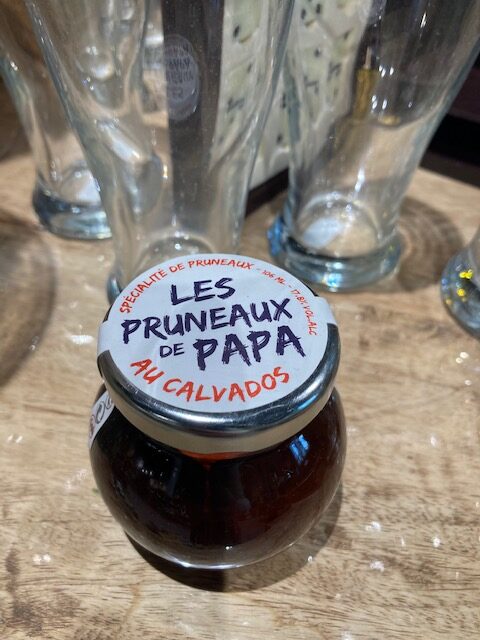 SPÉCIALITÉ DE PRUNEAUX - 106 ML - 17.8% VOL.ALC
LES
PRUNEAUX
DE PAPA
AU CALVADOS